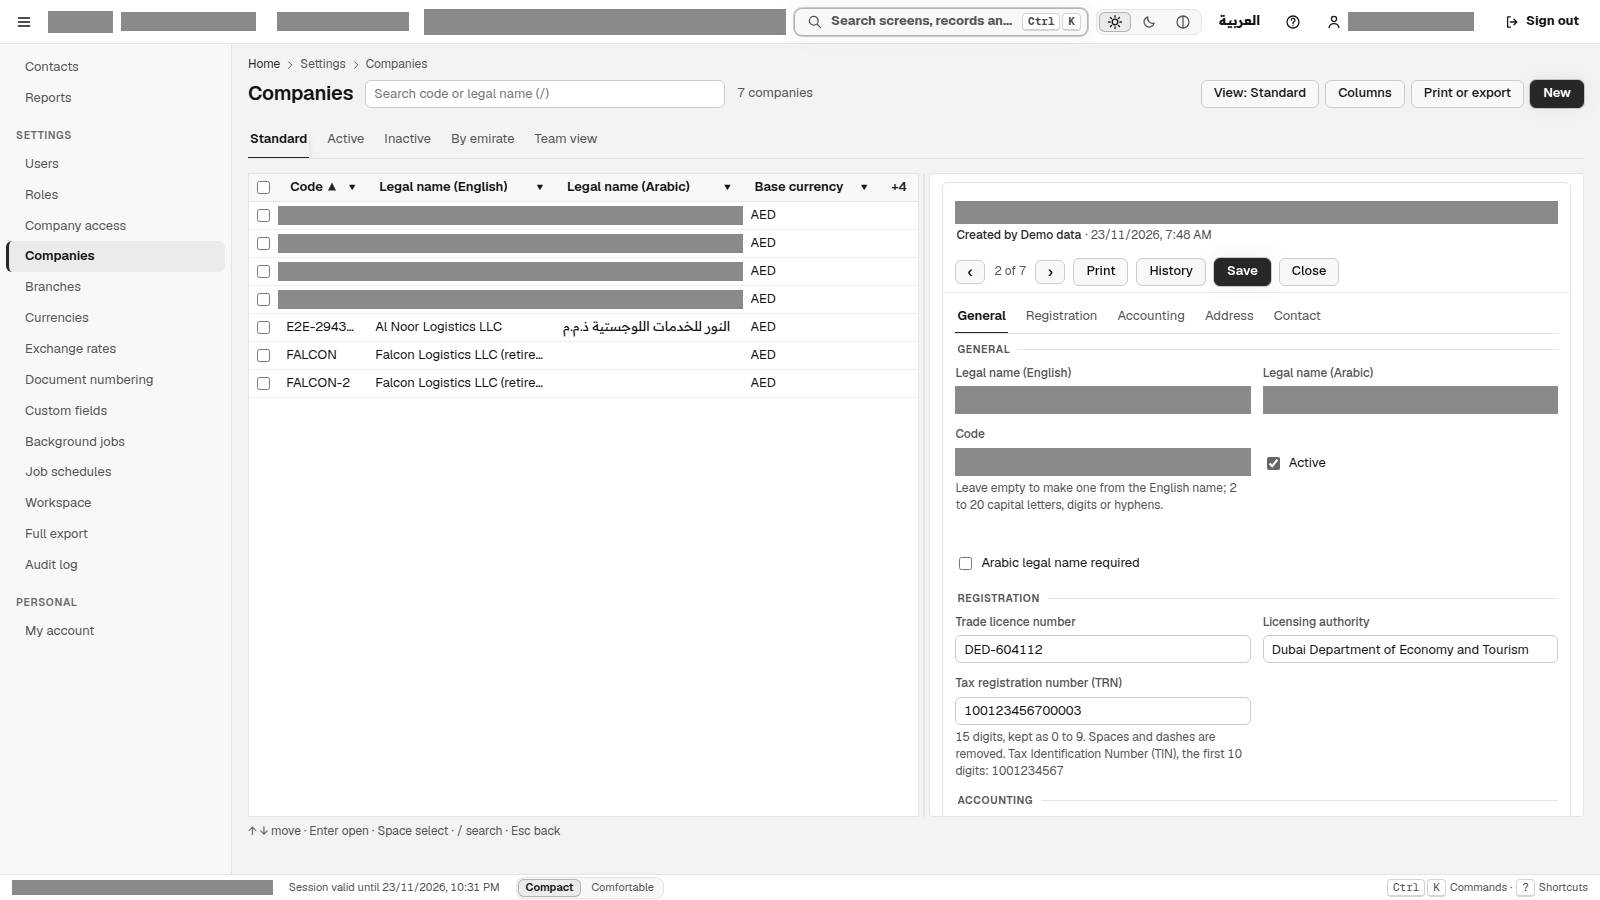 Search screens, records an... Ctrl K
العربية
Sign out
Contacts
Reports
SETTINGS
Users
Roles
Company access
Companies
Branches
Currencies
Exchange rates
Document numbering
Custom fields
Background jobs
Job schedules
Workspace
Full export
Audit log
PERSONAL
My account
Home > Settings > Companies
Companies
Search code or legal name (/)
7 companies
View: Standard
Columns
Print or export
New
Standard Active Inactive By emirate Team view
Code ▲ ▼ Legal name (English) ▼ Legal name (Arabic) ▼ Base currency ▼ +4
AED
AED
AED
AED
E2E-2943... Al Noor Logistics LLC النور للخدمات اللوجستية ذ.م.م AED
FALCON Falcon Logistics LLC (retire... AED
FALCON-2 Falcon Logistics LLC (retire... AED
Created by Demo data · 23/11/2026, 7:48 AM
‹ 2 of 7 › Print History Save Close
General Registration Accounting Address Contact
GENERAL
Legal name (English) Legal name (Arabic)
Code
Active
Leave empty to make one from the English name; 2
to 20 capital letters, digits or hyphens.
Arabic legal name required
REGISTRATION
Trade licence number Licensing authority
DED-604112 Dubai Department of Economy and Tourism
Tax registration number (TRN)
100123456700003
15 digits, kept as 0 to 9. Spaces and dashes are
removed. Tax Identification Number (TIN), the first 10
digits: 1001234567
ACCOUNTING
↑ ↓ move · Enter open · Space select · / search · Esc back
Session valid until 23/11/2026, 10:31 PM
Compact Comfortable
Ctrl K Commands · ? Shortcuts